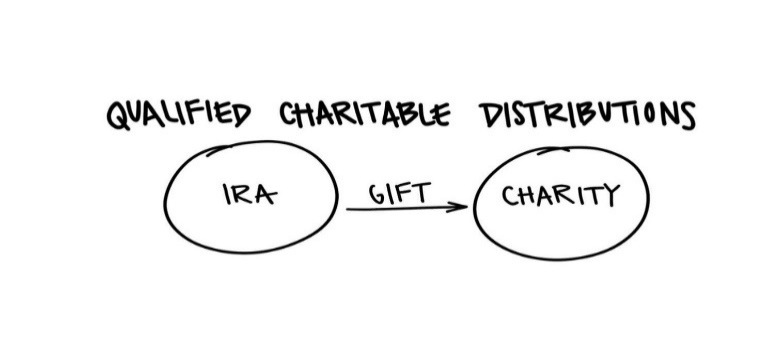 QUALIFIED CHARITABLE DISTRIBUTIONS
IRA
GIFT
CHARITY